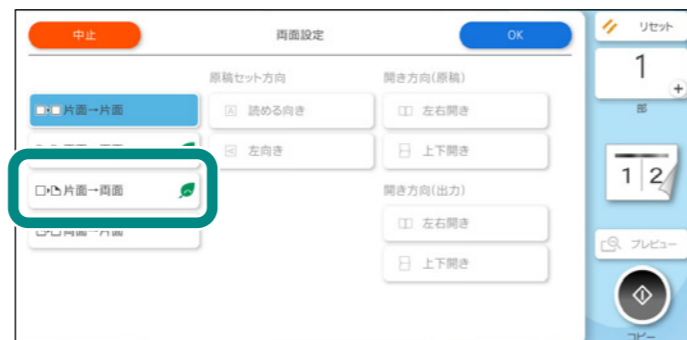 中止
両面設定
OK
リセット
1
部
原稿セット方向
開き方向(原稿)
片面→片面
読める向き
左右開き
左向き
上下開き
片面→両面
開き方向(出力)
左右開き
上下開き
1 2
プレビュー
コピー